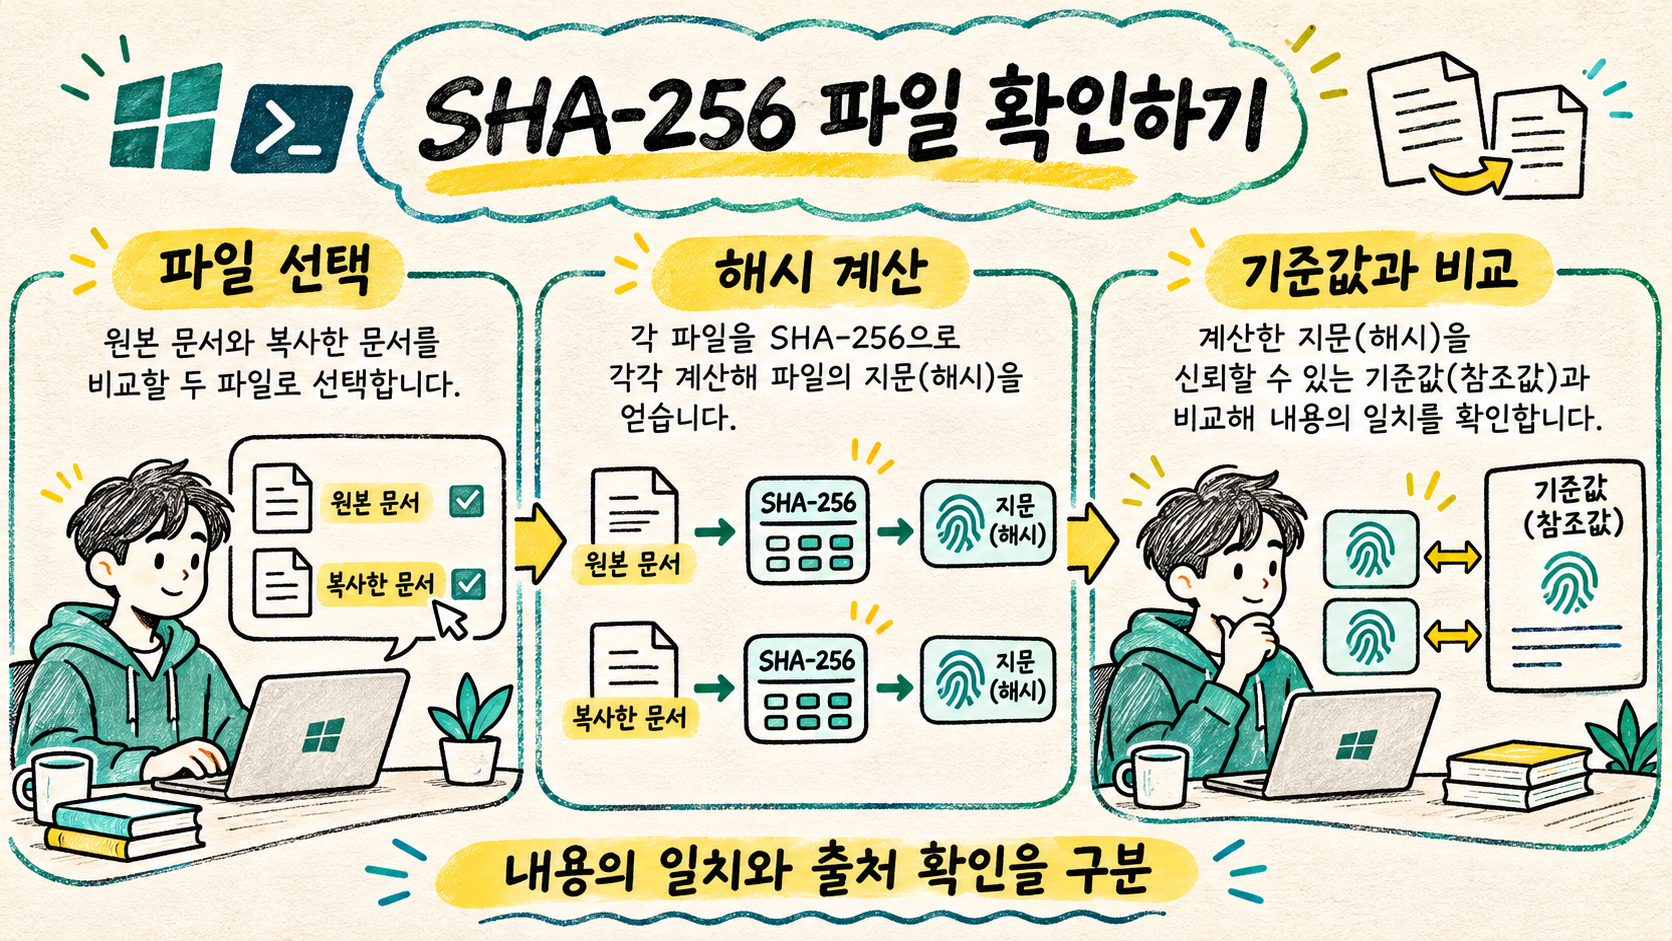 SHA-256 파일 확인하기
파일 선택
원본 문서와 복사한 문서를
비교할 두 파일로 선택합니다.
원본 문서
복사한 문서
해시 계산
각 파일을 SHA-256으로
각각 계산해 파일의 지문(해시)을
얻습니다.
원본 문서
SHA-256
지문
(해시)
복사한 문서
SHA-256
지문
(해시)
기준값과 비교
계산한 지문(해시)을
신뢰할 수 있는 기준값(참조값)과
비교해 내용의 일치를 확인합니다.
기준값
(참조값)
내용의 일치와 출처 확인을 구분